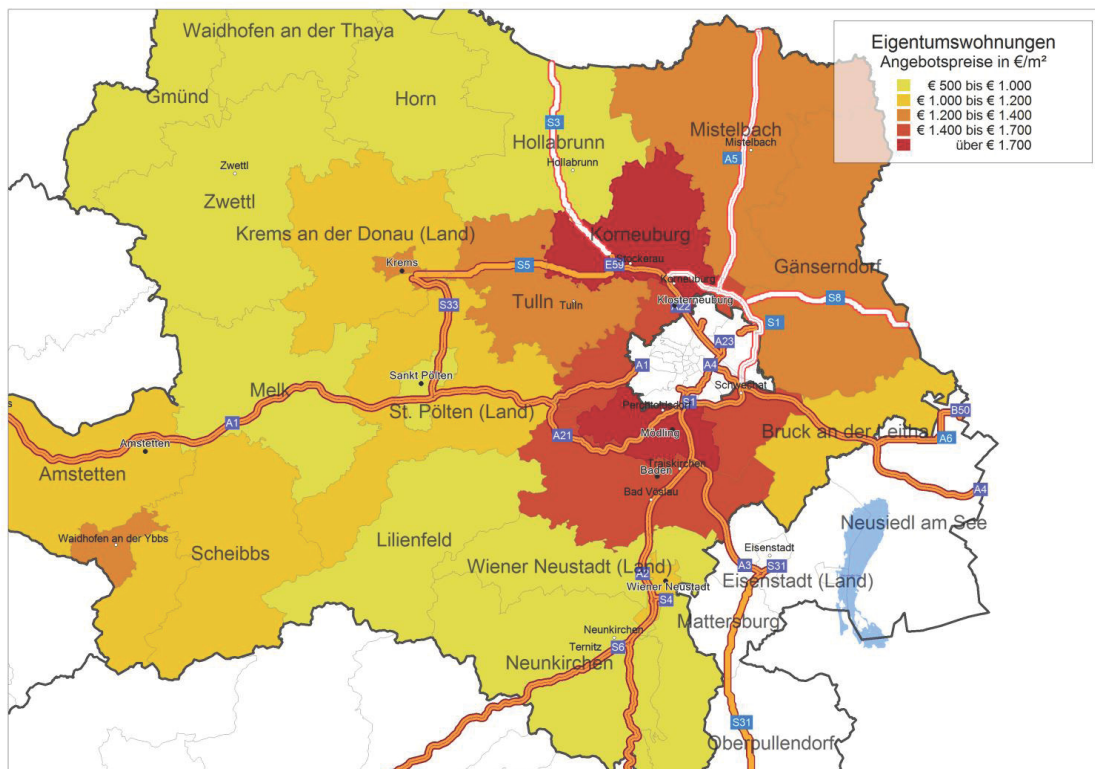 Eigentumswohnungen
Angebotspreise in €/m²
€ 500 bis € 1.000
€ 1.000 bis € 1.200
€ 1.200 bis € 1.400
€ 1.400 bis € 1.700
über € 1.700
Waidhofen an der Thaya
Gmünd
Horn
S3
Hollabrunn
Hollabrunn
Mistelbach
Mistelbach
A5
Zwettl
Zwettl
Krems an der Donau (Land)
Korneuburg
Krems
S5
E59
Stockerau
Gänserndorf
Korneuburg
S33
Tulln
Tulln
Klosterneuburg
A22
S8
S1
A23
Sankt Pölten
A1
A4
Schwechat
Melk
St. Pölten (Land)
Perchtoldsdorf
S1
A1
A21
Mödling
Bruck an der Leitha
B50
A6
Amstetten
Amstetten
Traiskirchen
Baden
Bad Vöslau
A4
Neusiedl am See
Waidhofen an der Ybbs
Scheibbs
Lilienfeld
Wiener Neustadt (Land)
A2
Wiener Neustadt
S4
Eisenstadt
A3
S31
Eisenstadt (Land)
Mattersburg
Neunkirchen
Ternitz
S6
Neunkirchen
S31
Oberpullendorf